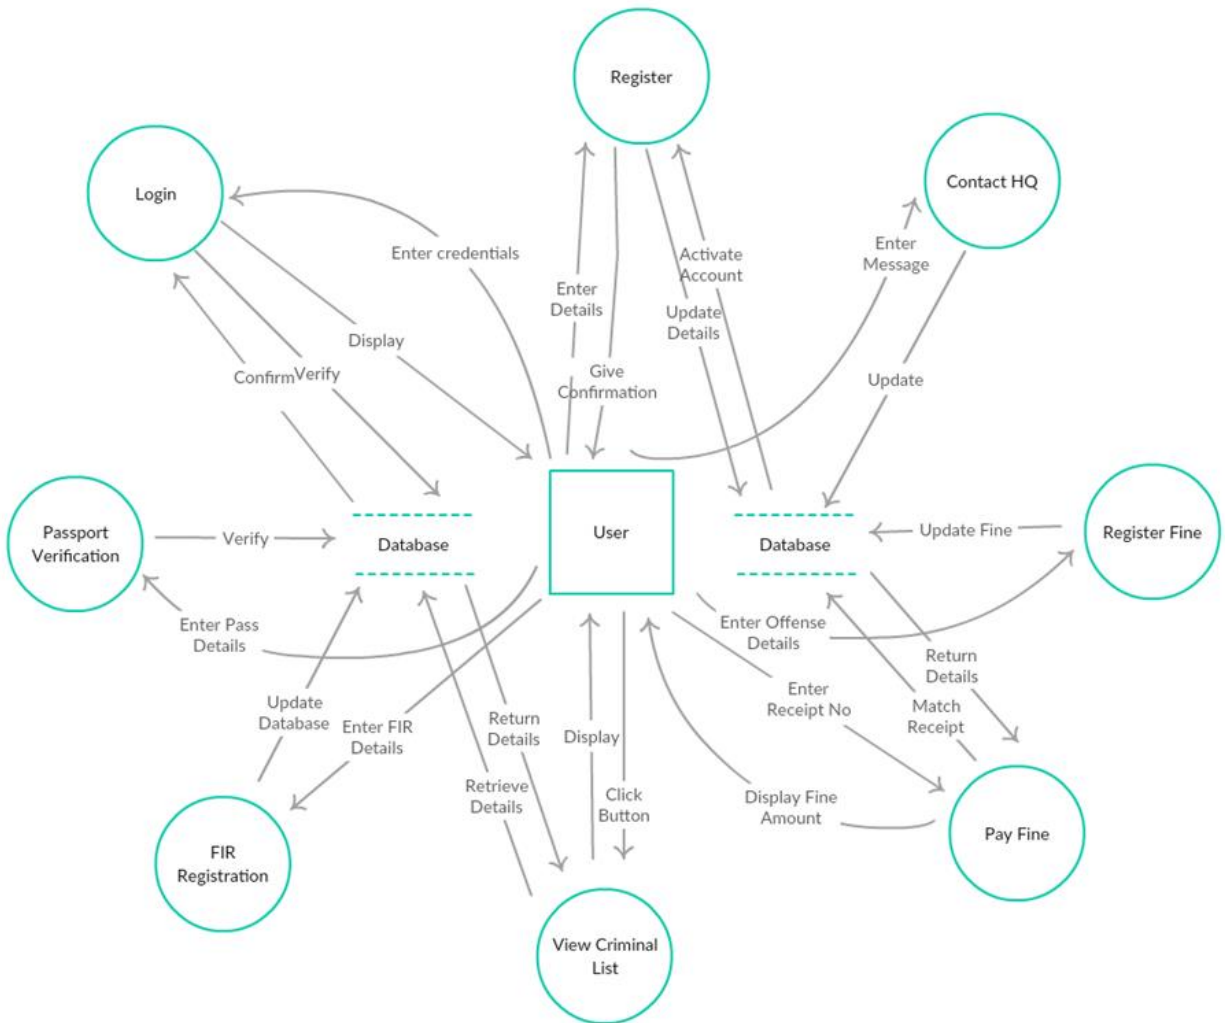 Register
Login
Contact HQ
Enter credentials
Activate
Account
Enter
Message
Enter
Details
Update
Details
Display
Give
Confirmation
Confirm
Verify
Update
Passport
Verification
Verify
Database
User
Database
Update Fine
Register Fine
Enter Pass
Details
Enter Offense
Details
Return
Details
Update
Database
Enter FIR
Details
Return
Details
Display
Enter
Receipt No
Match
Receipt
Retrieve
Details
Click
Button
Display Fine
Amount
Pay Fine
FIR
Registration
View Criminal
List